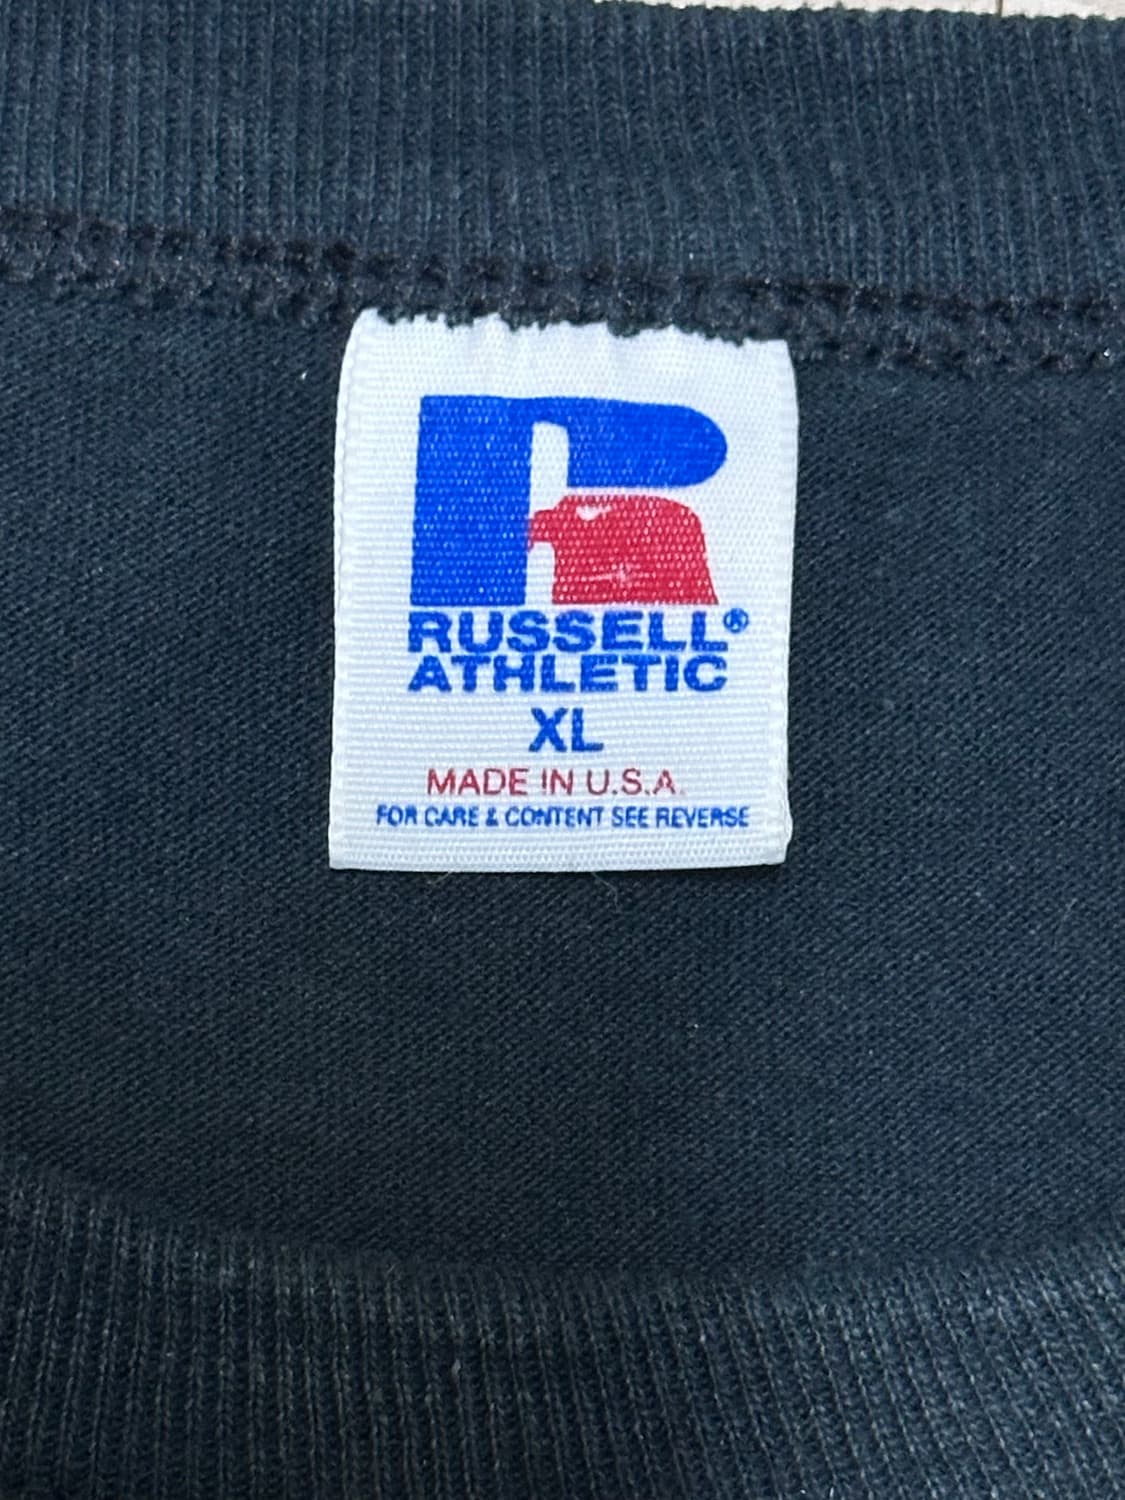 R
RUSSELL®
ATHLETIC
XL
MADE IN U.S.A.
FOR CARE & CONTENT SEE REVERSE